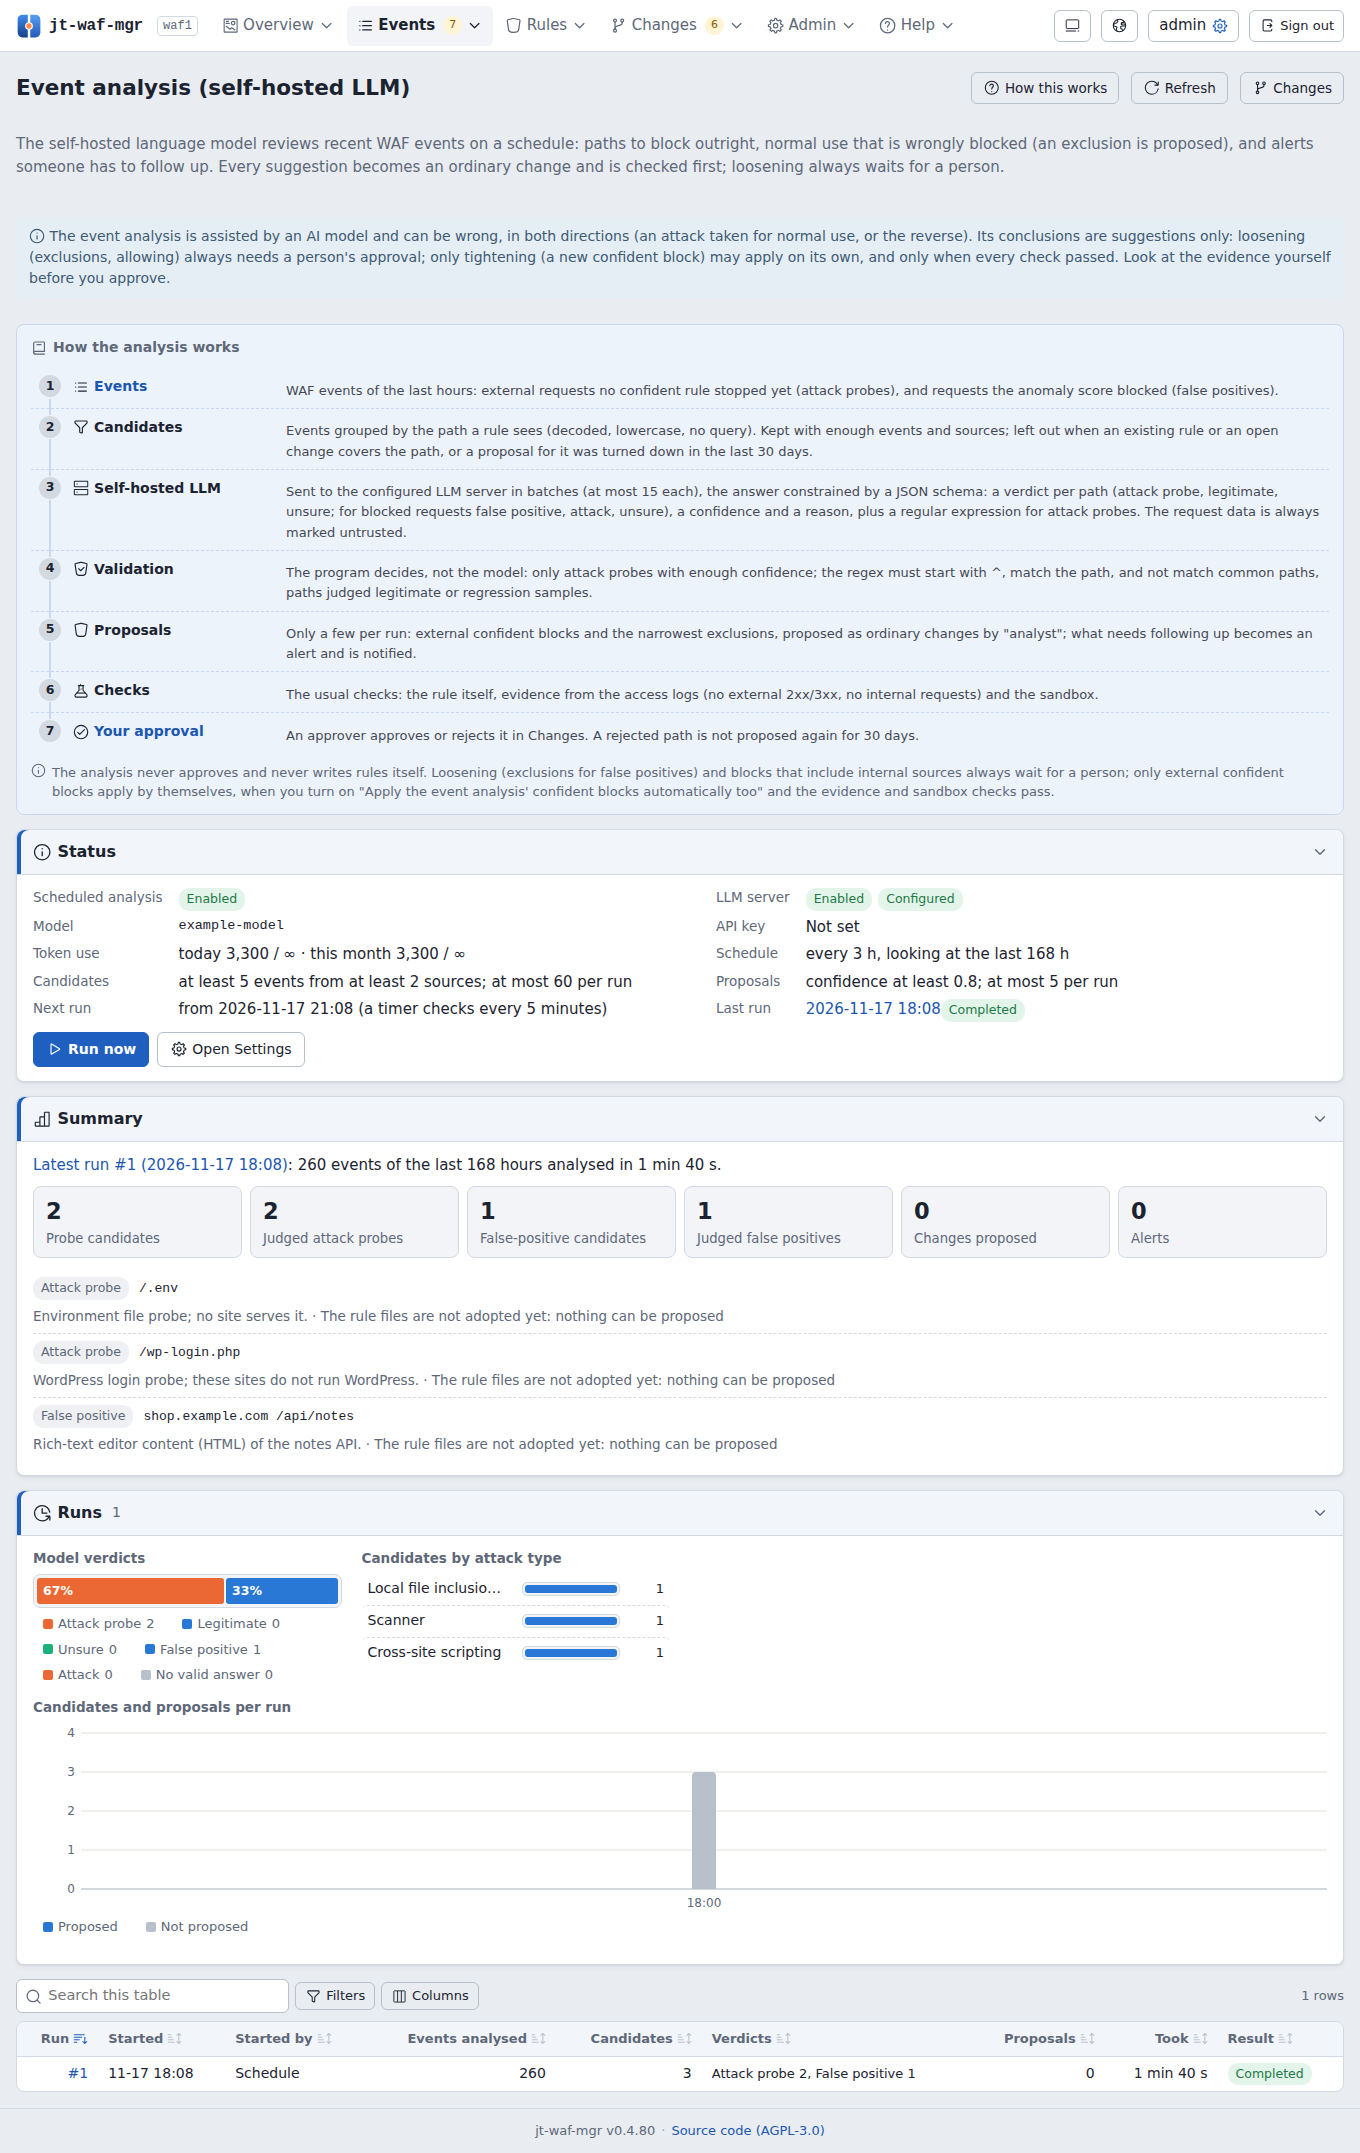 jt-waf-mgr waf1 Overview Events 7 Rules Changes 6 Admin Help admin Sign out
Event analysis (self-hosted LLM) How this works Refresh Changes
The self-hosted language model reviews recent WAF events on a schedule: paths to block outright, normal use that is wrongly blocked (an exclusion is proposed), and alerts
someone has to follow up. Every suggestion becomes an ordinary change and is checked first; loosening always waits for a person.
The event analysis is assisted by an AI model and can be wrong, in both directions (an attack taken for normal use, or the reverse). Its conclusions are suggestions only: loosening
(exclusions, allowing) always needs a person's approval; only tightening (a new confident block) may apply on its own, and only when every check passed. Look at the evidence yourself
before you approve.
How the analysis works
1 Events WAF events of the last hours: external requests no confident rule stopped yet (attack probes), and requests the anomaly score blocked (false positives).
2 Candidates Events grouped by the path a rule sees (decoded, lowercase, no query). Kept with enough events and sources; left out when an existing rule or an open
change covers the path, or a proposal for it was turned down in the last 30 days.
3 Self-hosted LLM Sent to the configured LLM server in batches (at most 15 each), the answer constrained by a JSON schema: a verdict per path (attack probe, legitimate,
unsure; for blocked requests false positive, attack, unsure), a confidence and a reason, plus a regular expression for attack probes. The request data is always
marked untrusted.
4 Validation The program decides, not the model: only attack probes with enough confidence; the regex must start with ^, match the path, and not match common paths,
paths judged legitimate or regression samples.
5 Proposals Only a few per run: external confident blocks and the narrowest exclusions, proposed as ordinary changes by "analyst"; what needs following up becomes an
alert and is notified.
6 Checks The usual checks: the rule itself, evidence from the access logs (no external 2xx/3xx, no internal requests) and the sandbox.
7 Your approval An approver approves or rejects it in Changes. A rejected path is not proposed again for 30 days.
The analysis never approves and never writes rules itself. Loosening (exclusions for false positives) and blocks that include internal sources always wait for a person; only external confident
blocks apply by themselves, when you turn on "Apply the event analysis' confident blocks automatically too" and the evidence and sandbox checks pass.
Status
Scheduled analysis Enabled LLM server Enabled Configured
Model example-model API key Not set
Token use today 3,300 / ∞ · this month 3,300 / ∞ Schedule every 3 h, looking at the last 168 h
Candidates at least 5 events from at least 2 sources; at most 60 per run Proposals confidence at least 0.8; at most 5 per run
Next run from 2026-11-17 21:08 (a timer checks every 5 minutes) Last run 2026-11-17 18:08 Completed
Run now Open Settings
Summary
Latest run #1 (2026-11-17 18:08): 260 events of the last 168 hours analysed in 1 min 40 s.
2 2 1 1 0 0
Probe candidates Judged attack probes False-positive candidates Judged false positives Changes proposed Alerts
Attack probe /.env
Environment file probe; no site serves it. · The rule files are not adopted yet: nothing can be proposed
Attack probe /wp-login.php
WordPress login probe; these sites do not run WordPress. · The rule files are not adopted yet: nothing can be proposed
False positive shop.example.com /api/notes
Rich-text editor content (HTML) of the notes API. · The rule files are not adopted yet: nothing can be proposed
Runs 1
Model verdicts Candidates by attack type
67% 33% Local file inclusio... 1
Attack probe 2 Legitimate 0 Scanner 1
Unsure 0 False positive 1 Cross-site scripting 1
Attack 0 No valid answer 0
Candidates and proposals per run
4
3
2
1
0
18:00
Proposed Not proposed
Search this table Filters Columns 1 rows
Run Started Started by Events analysed Candidates Verdicts Proposals Took Result
#1 11-17 18:08 Schedule 260 3 Attack probe 2, False positive 1 0 1 min 40 s Completed
jt-waf-mgr v0.4.80 · Source code (AGPL-3.0)